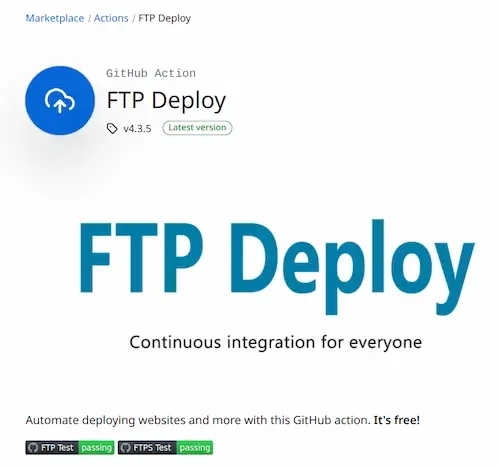 Marketplace / Actions / FTP Deploy
GitHub Action
FTP Deploy
v4.3.5 Latest version
FTP Deploy
Continuous integration for everyone
Automate deploying websites and more with this GitHub action. It's free!
FTP Test passing FTPS Test passing